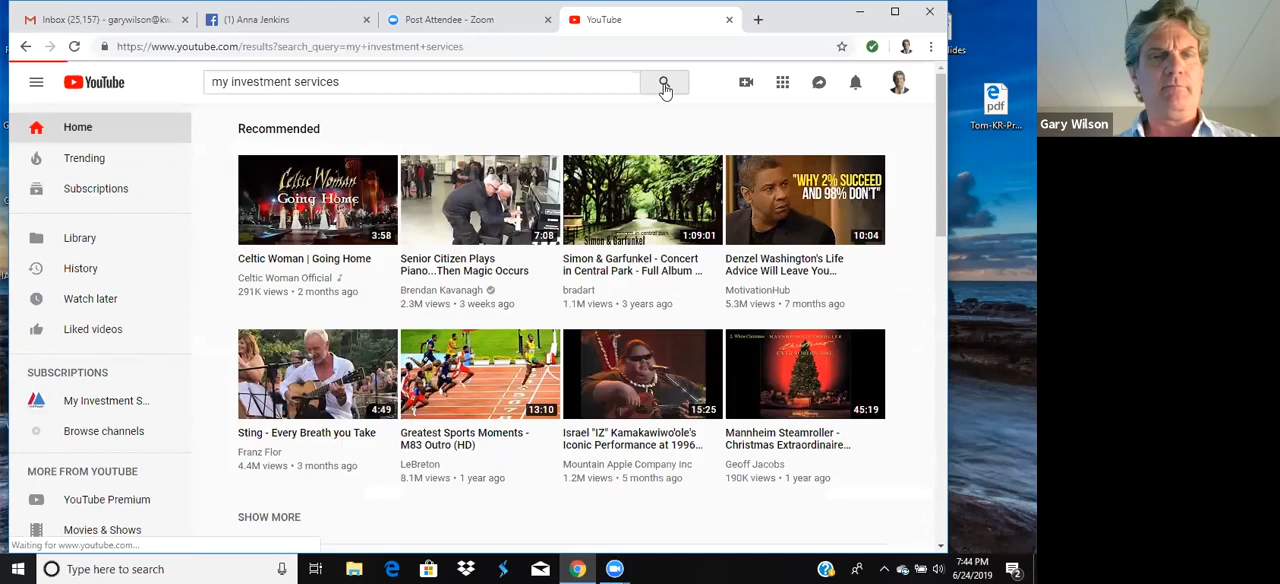 Inbox (25,157) - garywilson@kw
(1) Anna Jenkins
Post Attendee - Zoom
YouTube
https://www.youtube.com/results?search_query=my+investment+services
YouTube
my investment services
Home
Trending
Subscriptions
Library
History
Watch later
Liked videos
SUBSCRIPTIONS
My Investment S...
Browse channels
MORE FROM YOUTUBE
YouTube Premium
Movies & Shows
Waiting for www.youtube.com...
Recommended
Celtic Woman
Going Home
3:58
Celtic Woman | Going Home
Celtic Woman Official
291K views • 2 months ago
7:08
Senior Citizen Plays
Piano...Then Magic Occurs
Brendan Kavanagh
2.3M views • 3 weeks ago
Simon & Garfunkel
1:09:01
Simon & Garfunkel - Concert
in Central Park - Full Album ...
bradart
1.1M views • 3 years ago
"WHY 2% SUCCEED
AND 98% DON'T"
10:04
Denzel Washington's Life
Advice Will Leave You...
MotivationHub
5.3M views • 7 months ago
4:49
Sting - Every Breath you Take
Franz Flor
4.4M views • 3 months ago
13:10
Greatest Sports Moments -
M83 Outro (HD)
LeBreton
8.1M views • 1 year ago
15:25
Israel "IZ" Kamakawiwo'ole's
Iconic Performance at 1996...
Mountain Apple Company Inc
1.2M views • 5 months ago
MANNHEIM STEAMROLLER
45:19
Mannheim Steamroller -
Christmas Extraordinaire...
Geoff Jacobs
190K views • 1 year ago
SHOW MORE
pdf
Tom-KR-Pr...
Gary Wilson
Type here to search
7:44 PM
6/24/2019
2